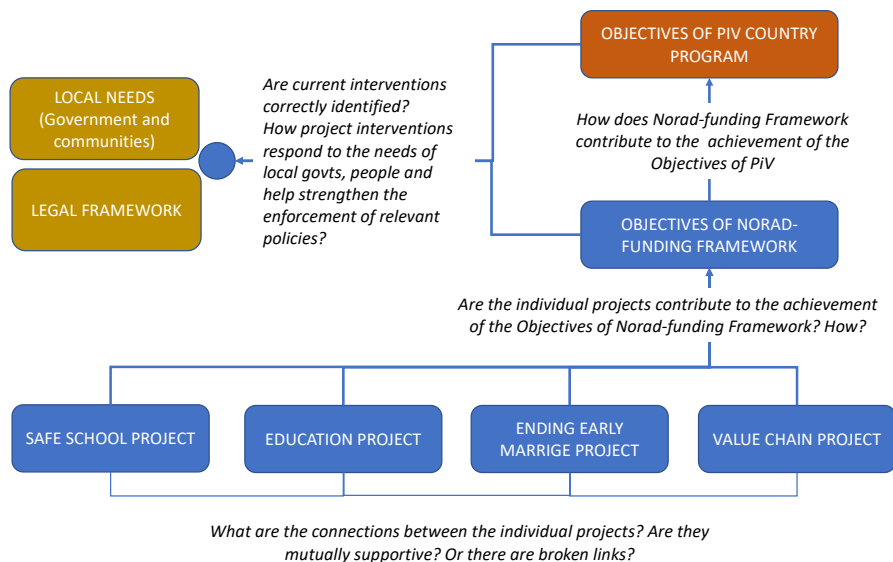 OBJECTIVES OF PIV COUNTRY
PROGRAM
LOCAL NEEDS
(Government and
communities)
LEGAL FRAMEWORK
Are current interventions
correctly identified?
How project interventions
respond to the needs of
local govts, people and
help strengthen the
enforcement of relevant
policies?
How does Norad-funding Framework
contribute to the achievement of the
Objectives of PiV
OBJECTIVES OF NORAD-
FUNDING FRAMEWORK
Are the individual projects contribute to the achievement
of the Objectives of Norad-funding Framework? How?
SAFE SCHOOL PROJECT
EDUCATION PROJECT
ENDING EARLY
MARRIGE PROJECT
VALUE CHAIN PROJECT
What are the connections between the individual projects? Are they
mutually supportive? Or there are broken links?